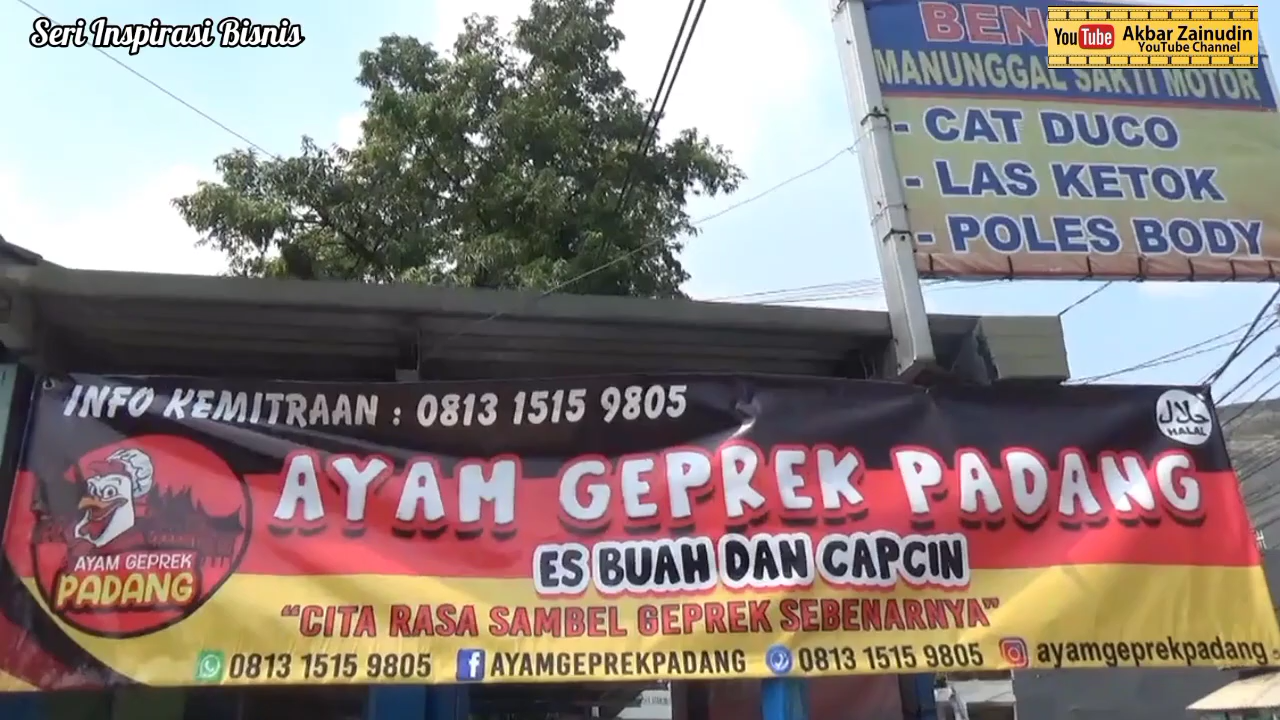 Seri Inspirasi Bisnis
YouTube Akbar Zainudin
YouTube Channel
BEN
MANUNGGAL SAKTI MOTOR
- CAT DUCO
- LAS KETOK
- POLES BODY
INFO KEMITRAAN : 0813 1515 9805
HALAL
AYAM GEPREK PADANG
AYAM GEPREK
PADANG
ES BUAH DAN CAPCIN
"CITA RASA SAMBEL GEPREK SEBENARNYA"
0813 1515 9805 AYAMGEPREKPADANG 0813 1515 9805 ayamgeprekpadang